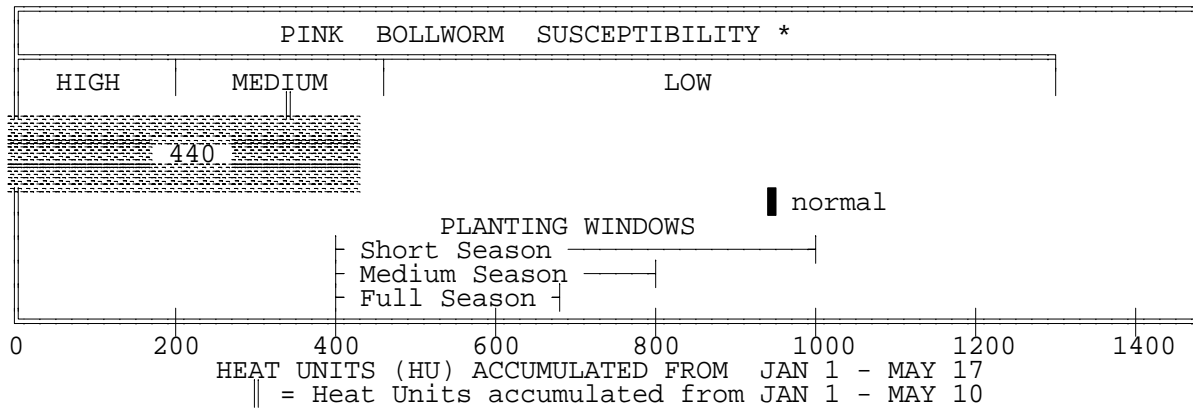 PINK BOLLWORM SUSCEPTIBILITY *
HIGH MEDIUM LOW
440
normal
PLANTING WINDOWS
Short Season
Medium Season
Full Season
0 200 400 600 800 1000 1200 1400
HEAT UNITS (HU) ACCUMULATED FROM JAN 1 - MAY 17
║ = Heat Units accumulated from JAN 1 - MAY 10